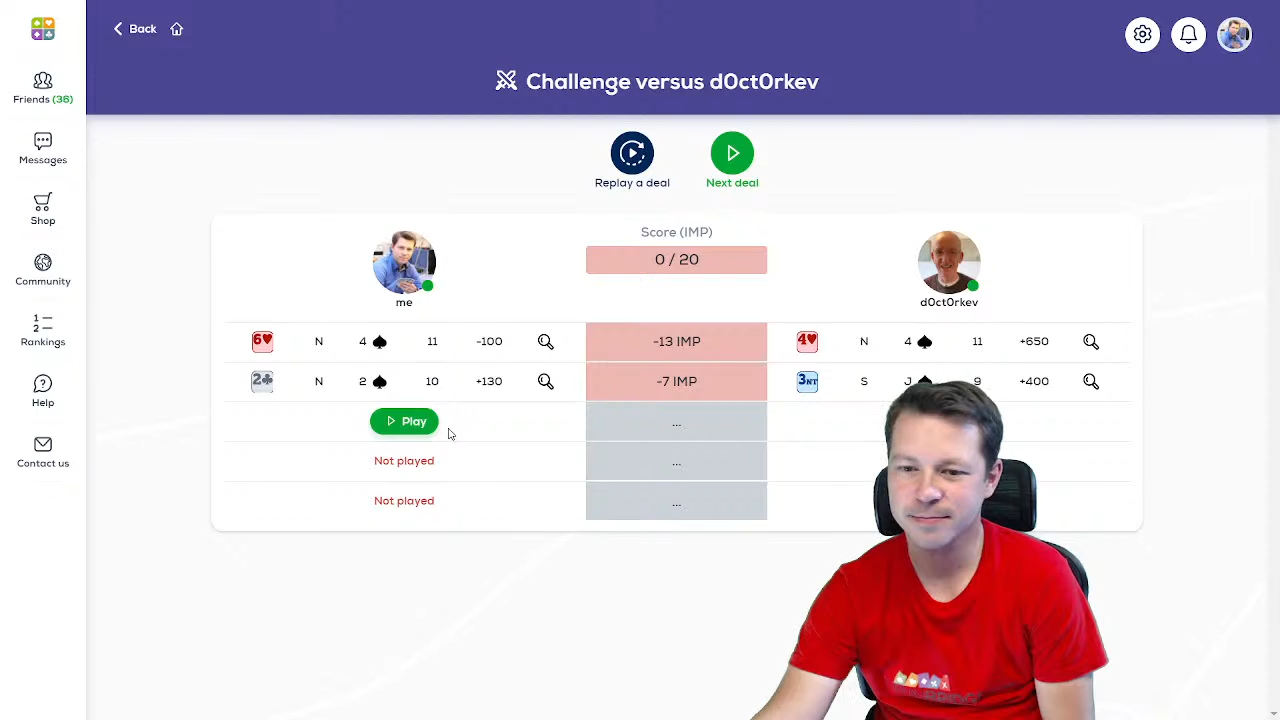 Back
Challenge versus d0ct0rkev
Friends (36)
Messages
Shop
Community
1
2
Rankings
Help
Contact us
Replay a deal
Next deal
Score (IMP)
0 / 20
me
d0ct0rkev
6♥ N 4 ♠ 11 -100 -13 IMP 4♥ N 4 ♠ 11 +650
2♣ N 2 ♠ 10 +130 -7 IMP 3NT S J ♠ 9 +400
Play ...
Not played ...
Not played ...